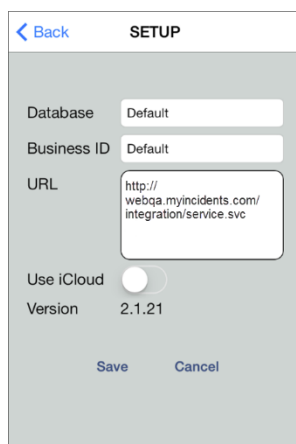 Back SETUP
Database Default
Business ID Default
URL http://
webqa.myincidents.com/
integration/service.svc
Use iCloud
Version 2.1.21
Save Cancel